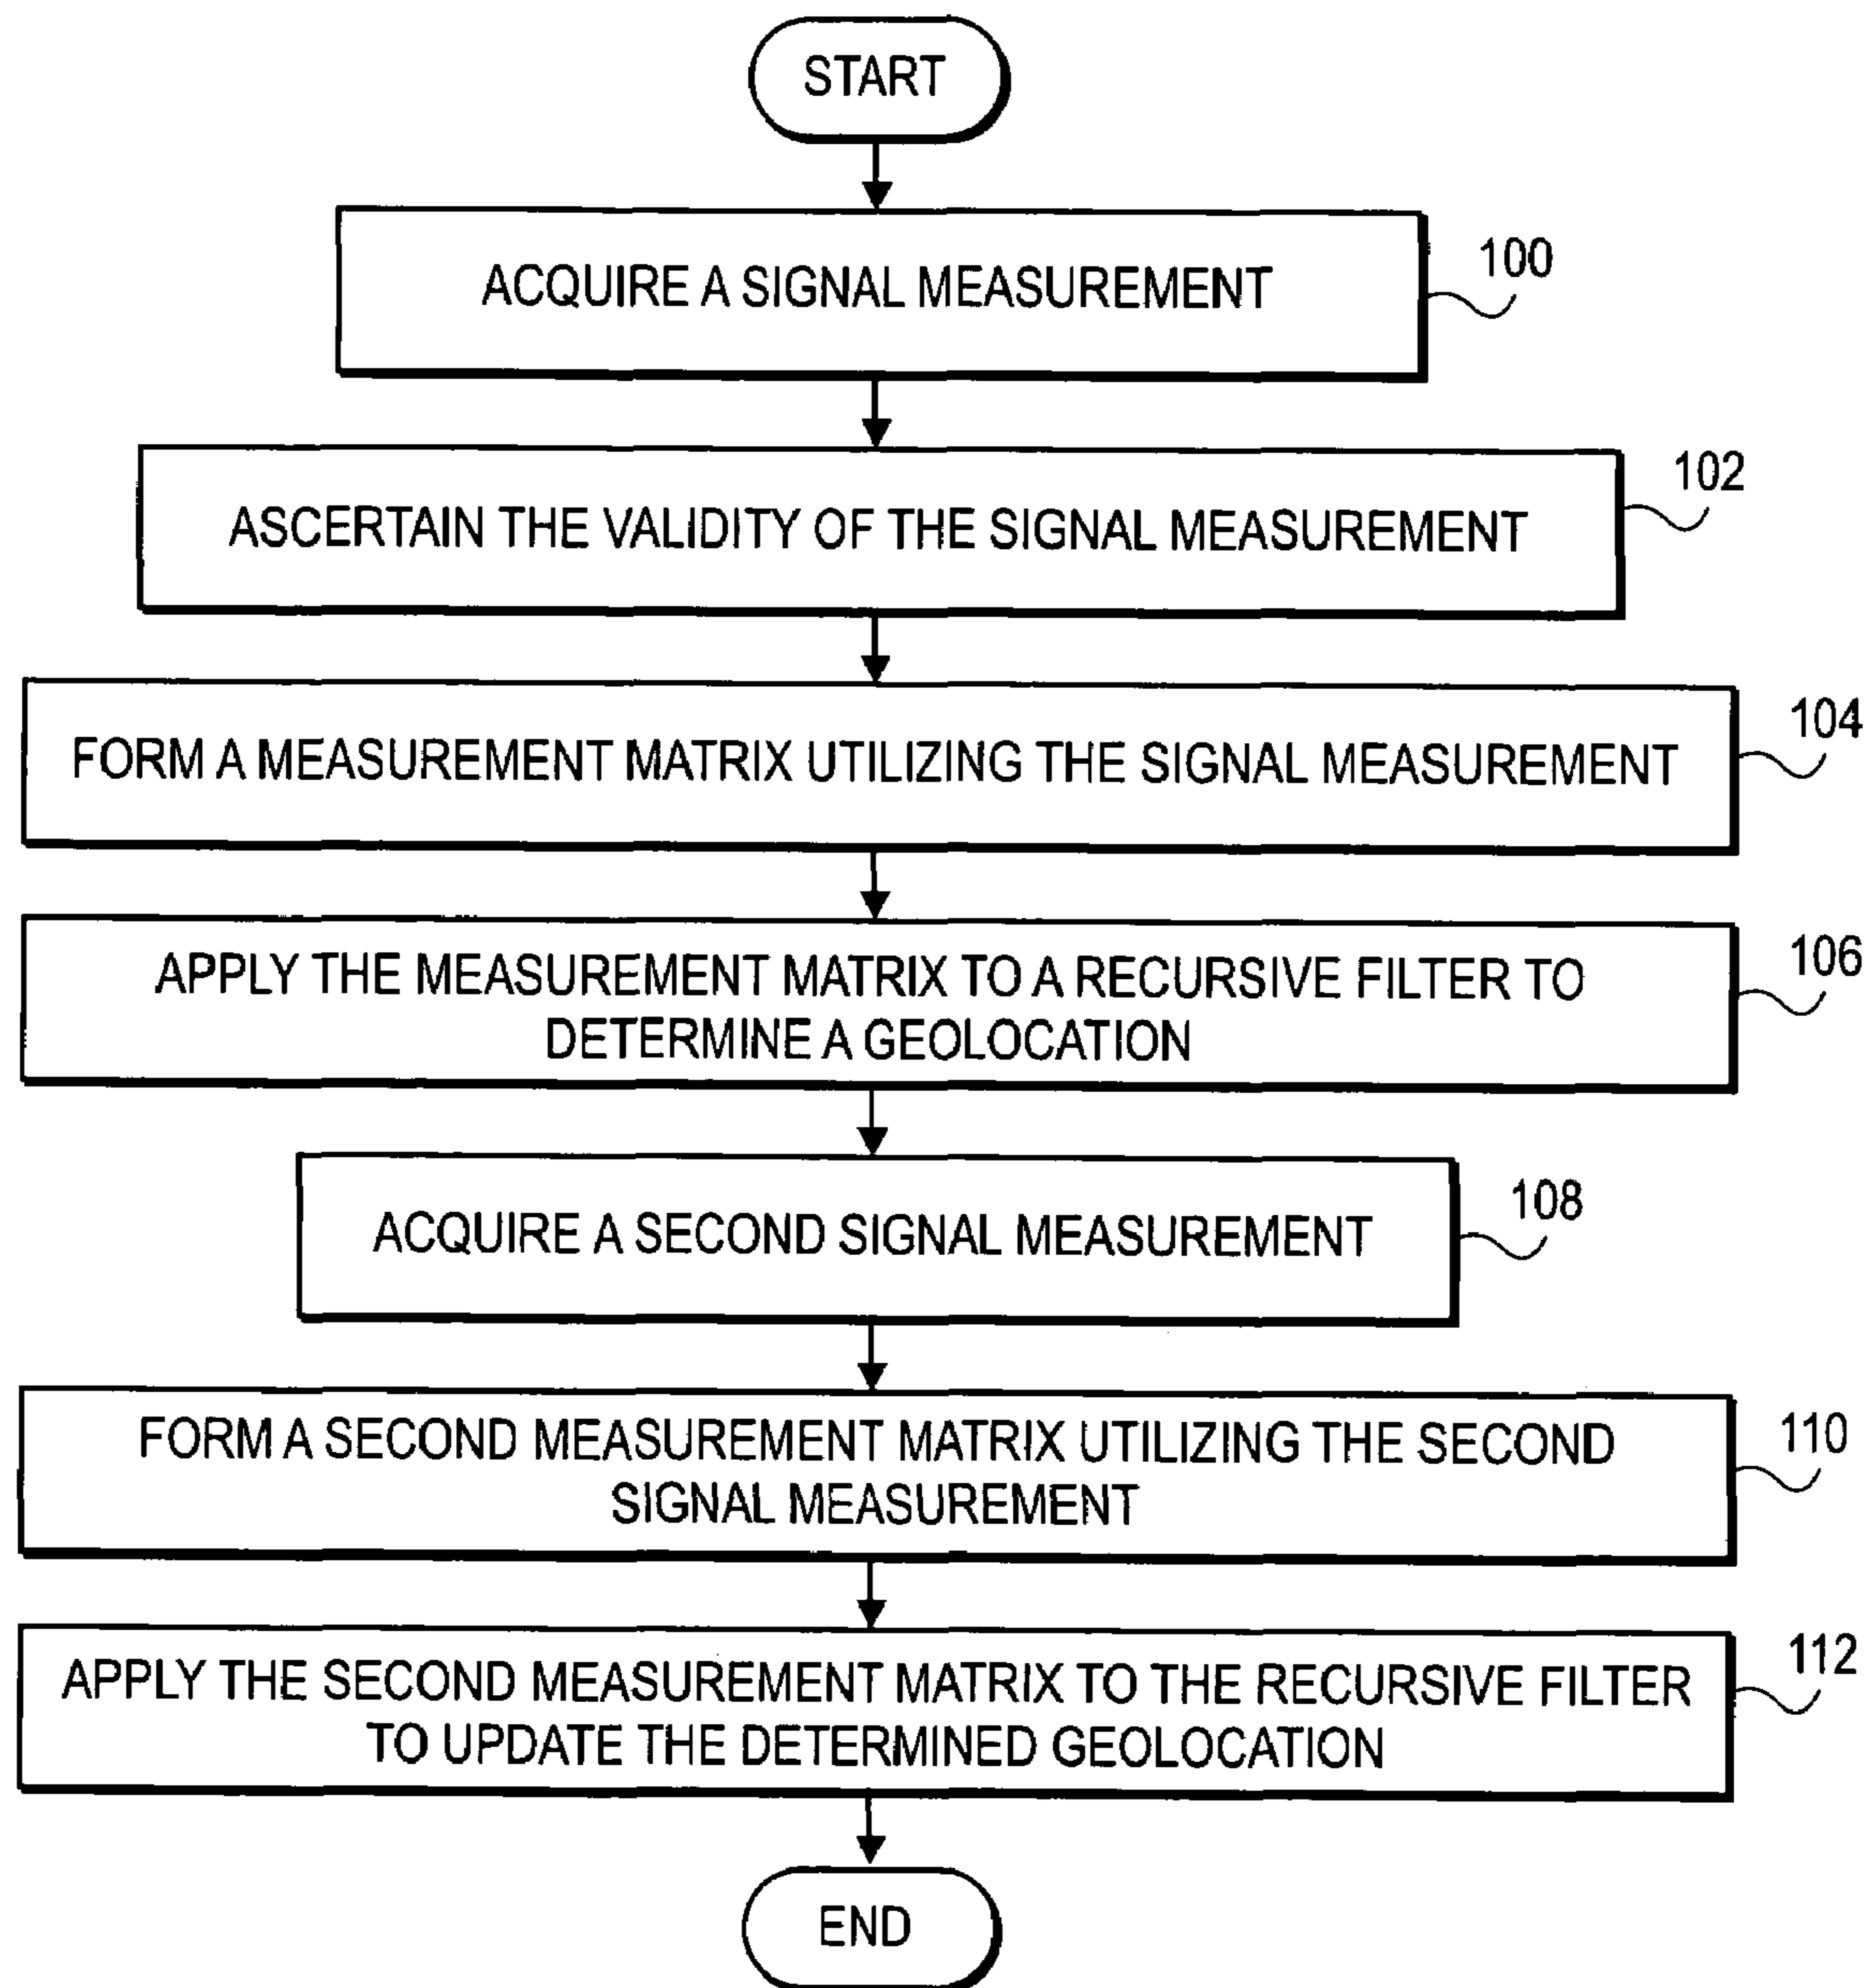 START
ACQUIRE A SIGNAL MEASUREMENT
100
ASCERTAIN THE VALIDITY OF THE SIGNAL MEASUREMENT
102
FORM A MEASUREMENT MATRIX UTILIZING THE SIGNAL MEASUREMENT
104
APPLY THE MEASUREMENT MATRIX TO A RECURSIVE FILTER TO
DETERMINE A GEOLOCATION
106
ACQUIRE A SECOND SIGNAL MEASUREMENT
108
FORM A SECOND MEASUREMENT MATRIX UTILIZING THE SECOND
SIGNAL MEASUREMENT
110
APPLY THE SECOND MEASUREMENT MATRIX TO THE RECURSIVE FILTER
TO UPDATE THE DETERMINED GEOLOCATION
112
END